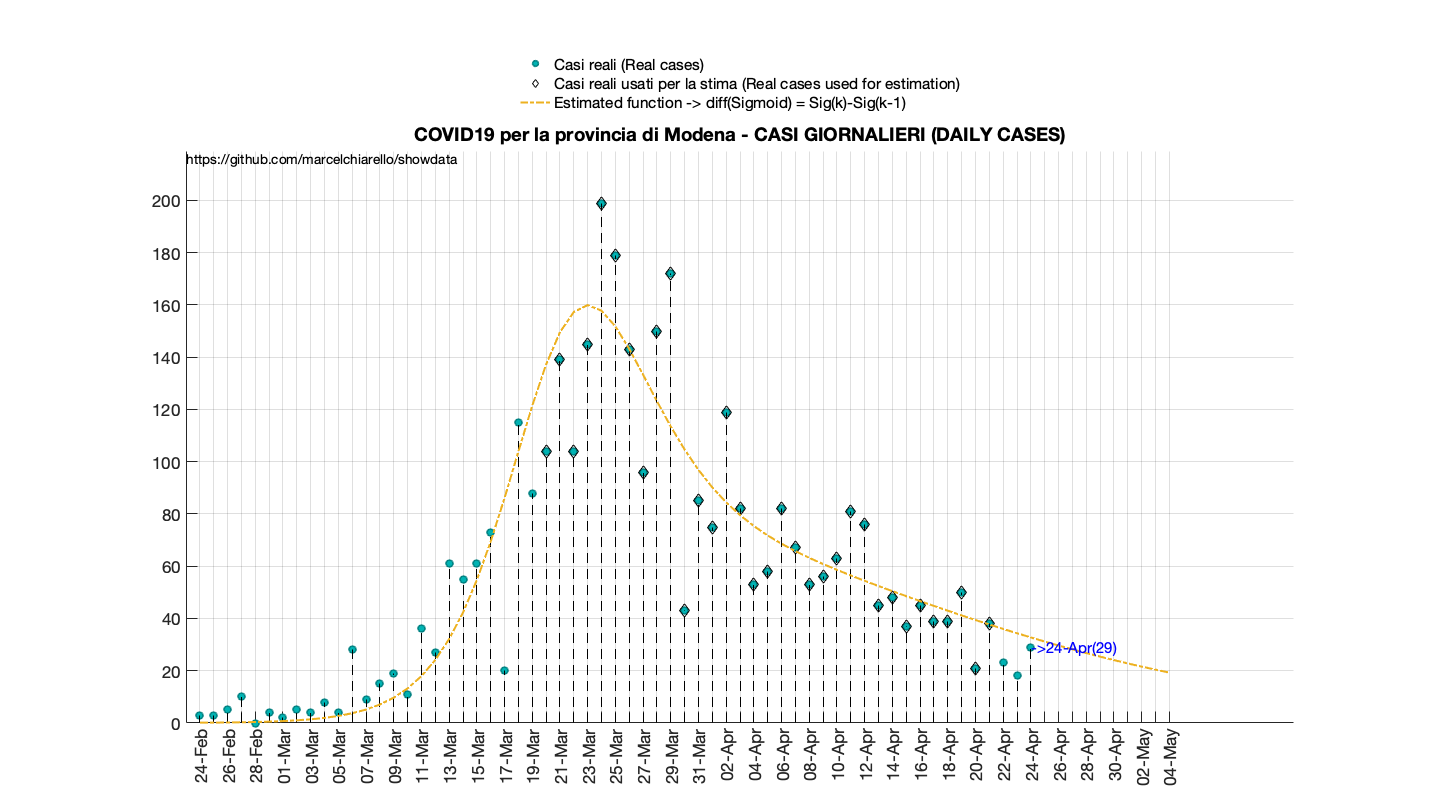 Casi reali (Real cases)
Casi reali usati per la stima (Real cases used for estimation)
Estimated function -> diff(Sigmoid) = Sig(k)-Sig(k-1)
COVID19 per la provincia di Modena - CASI GIORNALIERI (DAILY CASES)
https://github.com/marcelchiarello/showdata
200
180
160
140
120
100
80
60
40
20
0
->24-Apr(29)
24-Feb
26-Feb
28-Feb
01-Mar
03-Mar
05-Mar
07-Mar
09-Mar
11-Mar
13-Mar
15-Mar
17-Mar
19-Mar
21-Mar
23-Mar
25-Mar
27-Mar
29-Mar
31-Mar
02-Apr
04-Apr
06-Apr
08-Apr
10-Apr
12-Apr
14-Apr
16-Apr
18-Apr
20-Apr
22-Apr
24-Apr
26-Apr
28-Apr
30-Apr
02-May
04-May